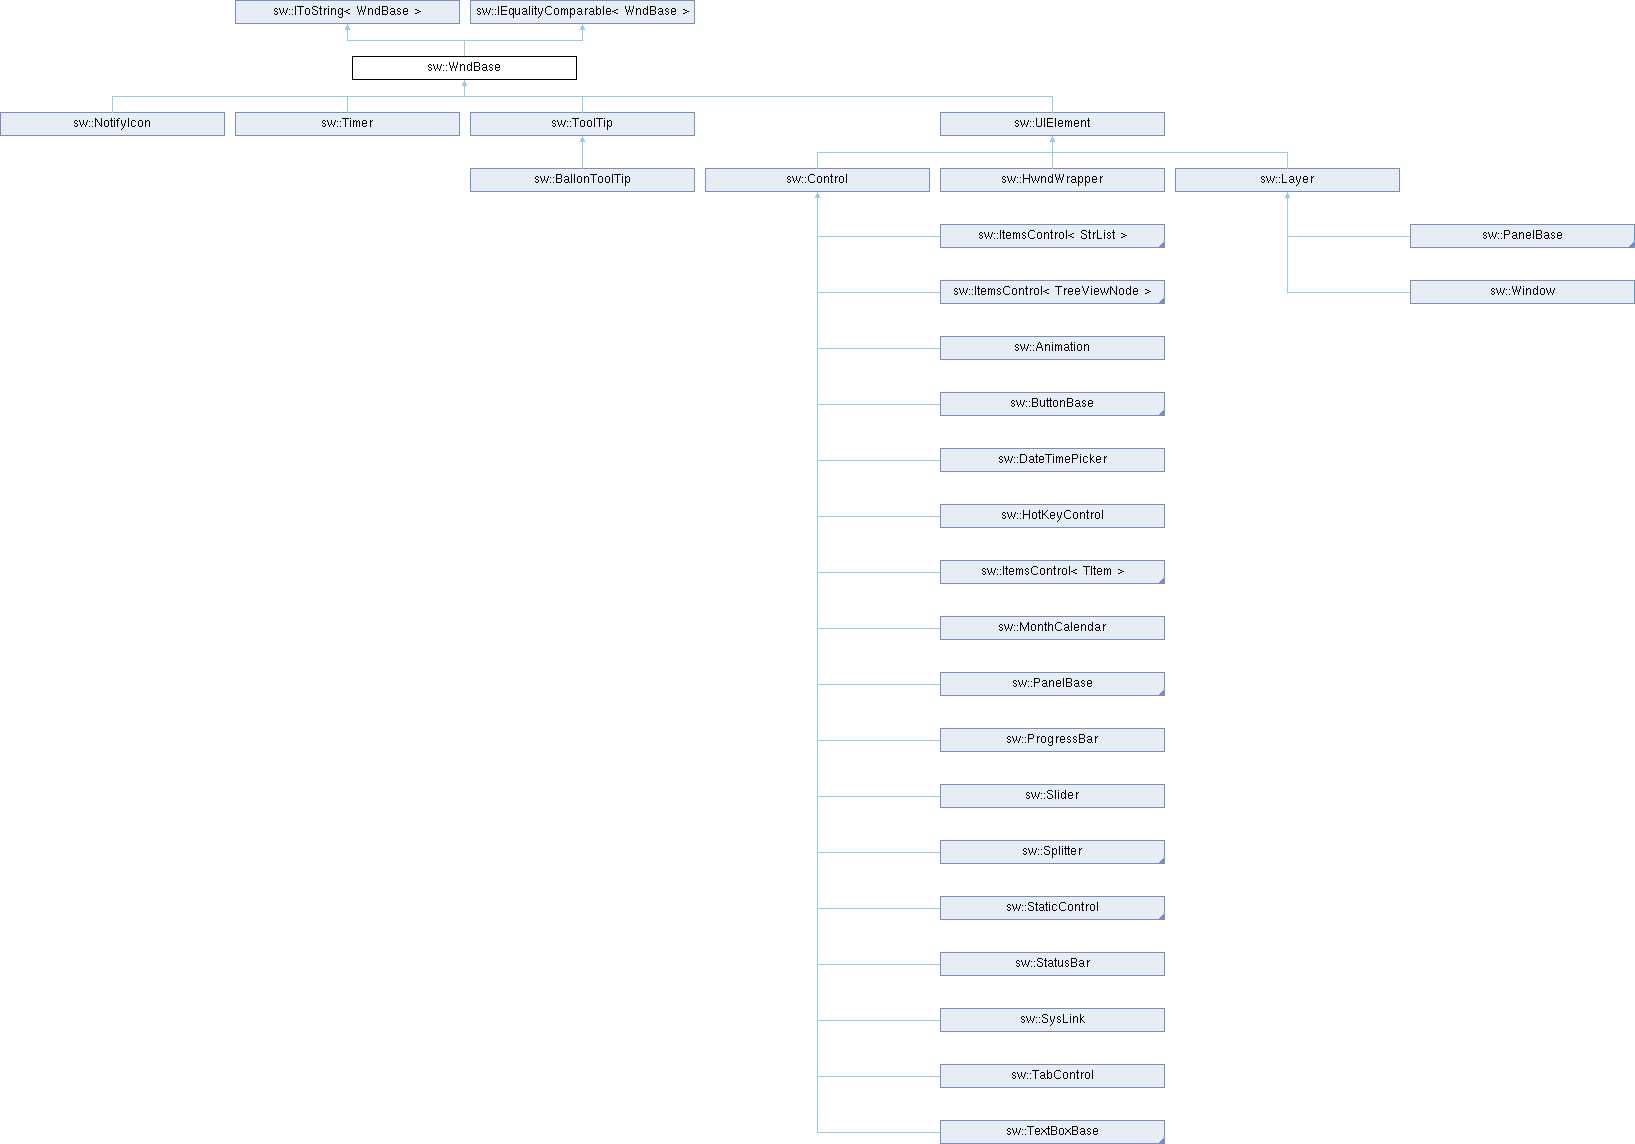 sw::IToString< WndBase >
sw::IEqualityComparable< WndBase >
sw::WndBase
sw::NotifyIcon
sw::Timer
sw::ToolTip
sw::UIElement
sw::BallonToolTip
sw::Control
sw::HwndWrapper
sw::Layer
sw::ItemsControl< StrList >
sw::PanelBase
sw::ItemsControl< TreeViewNode >
sw::Window
sw::Animation
sw::ButtonBase
sw::DateTimePicker
sw::HotKeyControl
sw::ItemsControl< TItem >
sw::MonthCalendar
sw::PanelBase
sw::ProgressBar
sw::Slider
sw::Splitter
sw::StaticControl
sw::StatusBar
sw::SysLink
sw::TabControl
sw::TextBoxBase